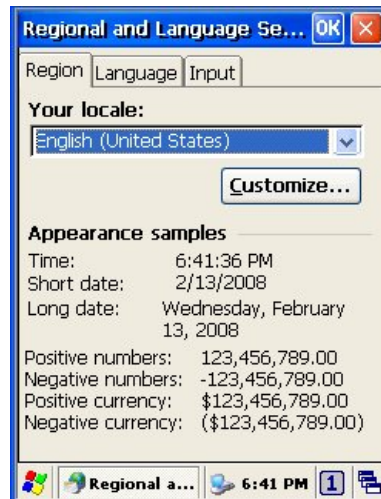 Regional and Language Se... OK
Region Language Input
Your locale:
English (United States)
Customize...
Appearance samples
Time: 6:41:36 PM
Short date: 2/13/2008
Long date: Wednesday, February
13, 2008
Positive numbers: 123,456,789.00
Negative numbers: -123,456,789.00
Positive currency: $123,456,789.00
Negative currency: ($123,456,789.00)
Regional a... 6:41 PM 1